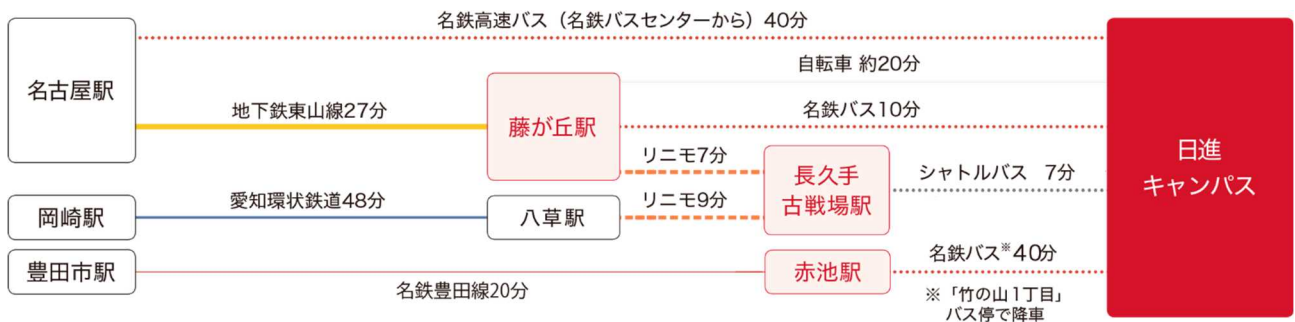 名鉄高速バス（名鉄バスセンターから）40分
名古屋駅
自転車 約20分
地下鉄東山線27分
藤が丘駅
名鉄バス10分
リニモ7分
長久手
古戦場駅
シャトルバス 7分
日進
キャンパス
岡崎駅
愛知環状鉄道48分
八草駅
リニモ9分
豊田市駅
名鉄豊田線20分
赤池駅
名鉄バス※40分
※「竹の山1丁目」
バス停で降車